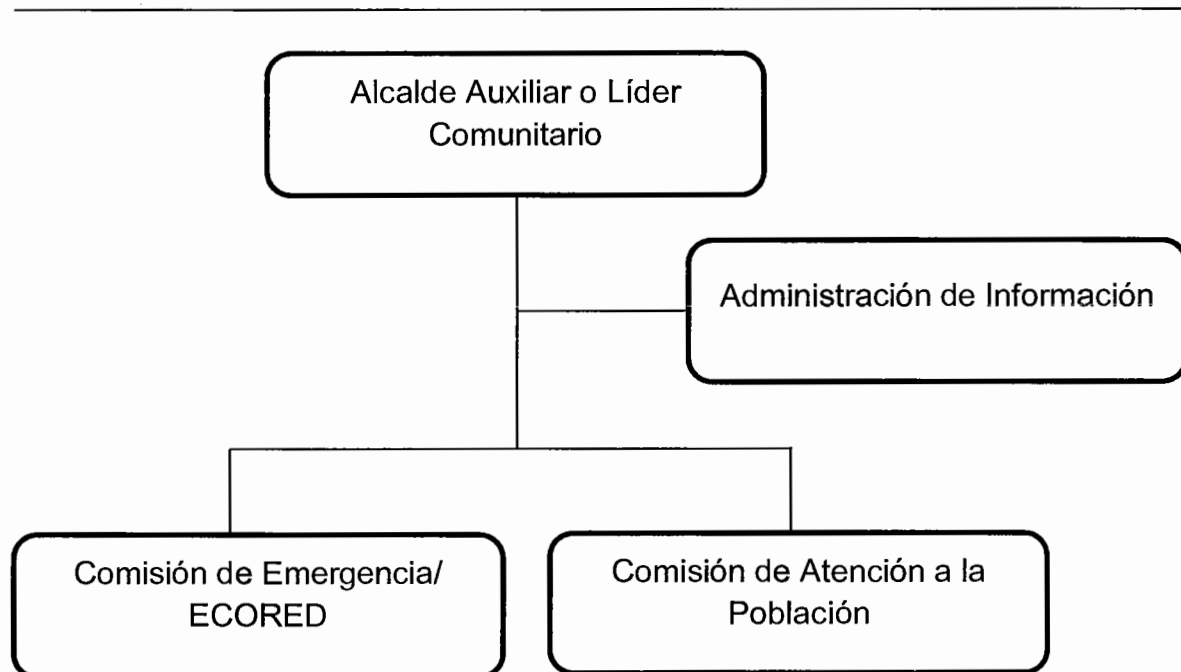 Alcalde Auxiliar o Líder
Comunitario
Administración de Información
Comisión de Emergencia/
ECORED
Comisión de Atención a la
Población